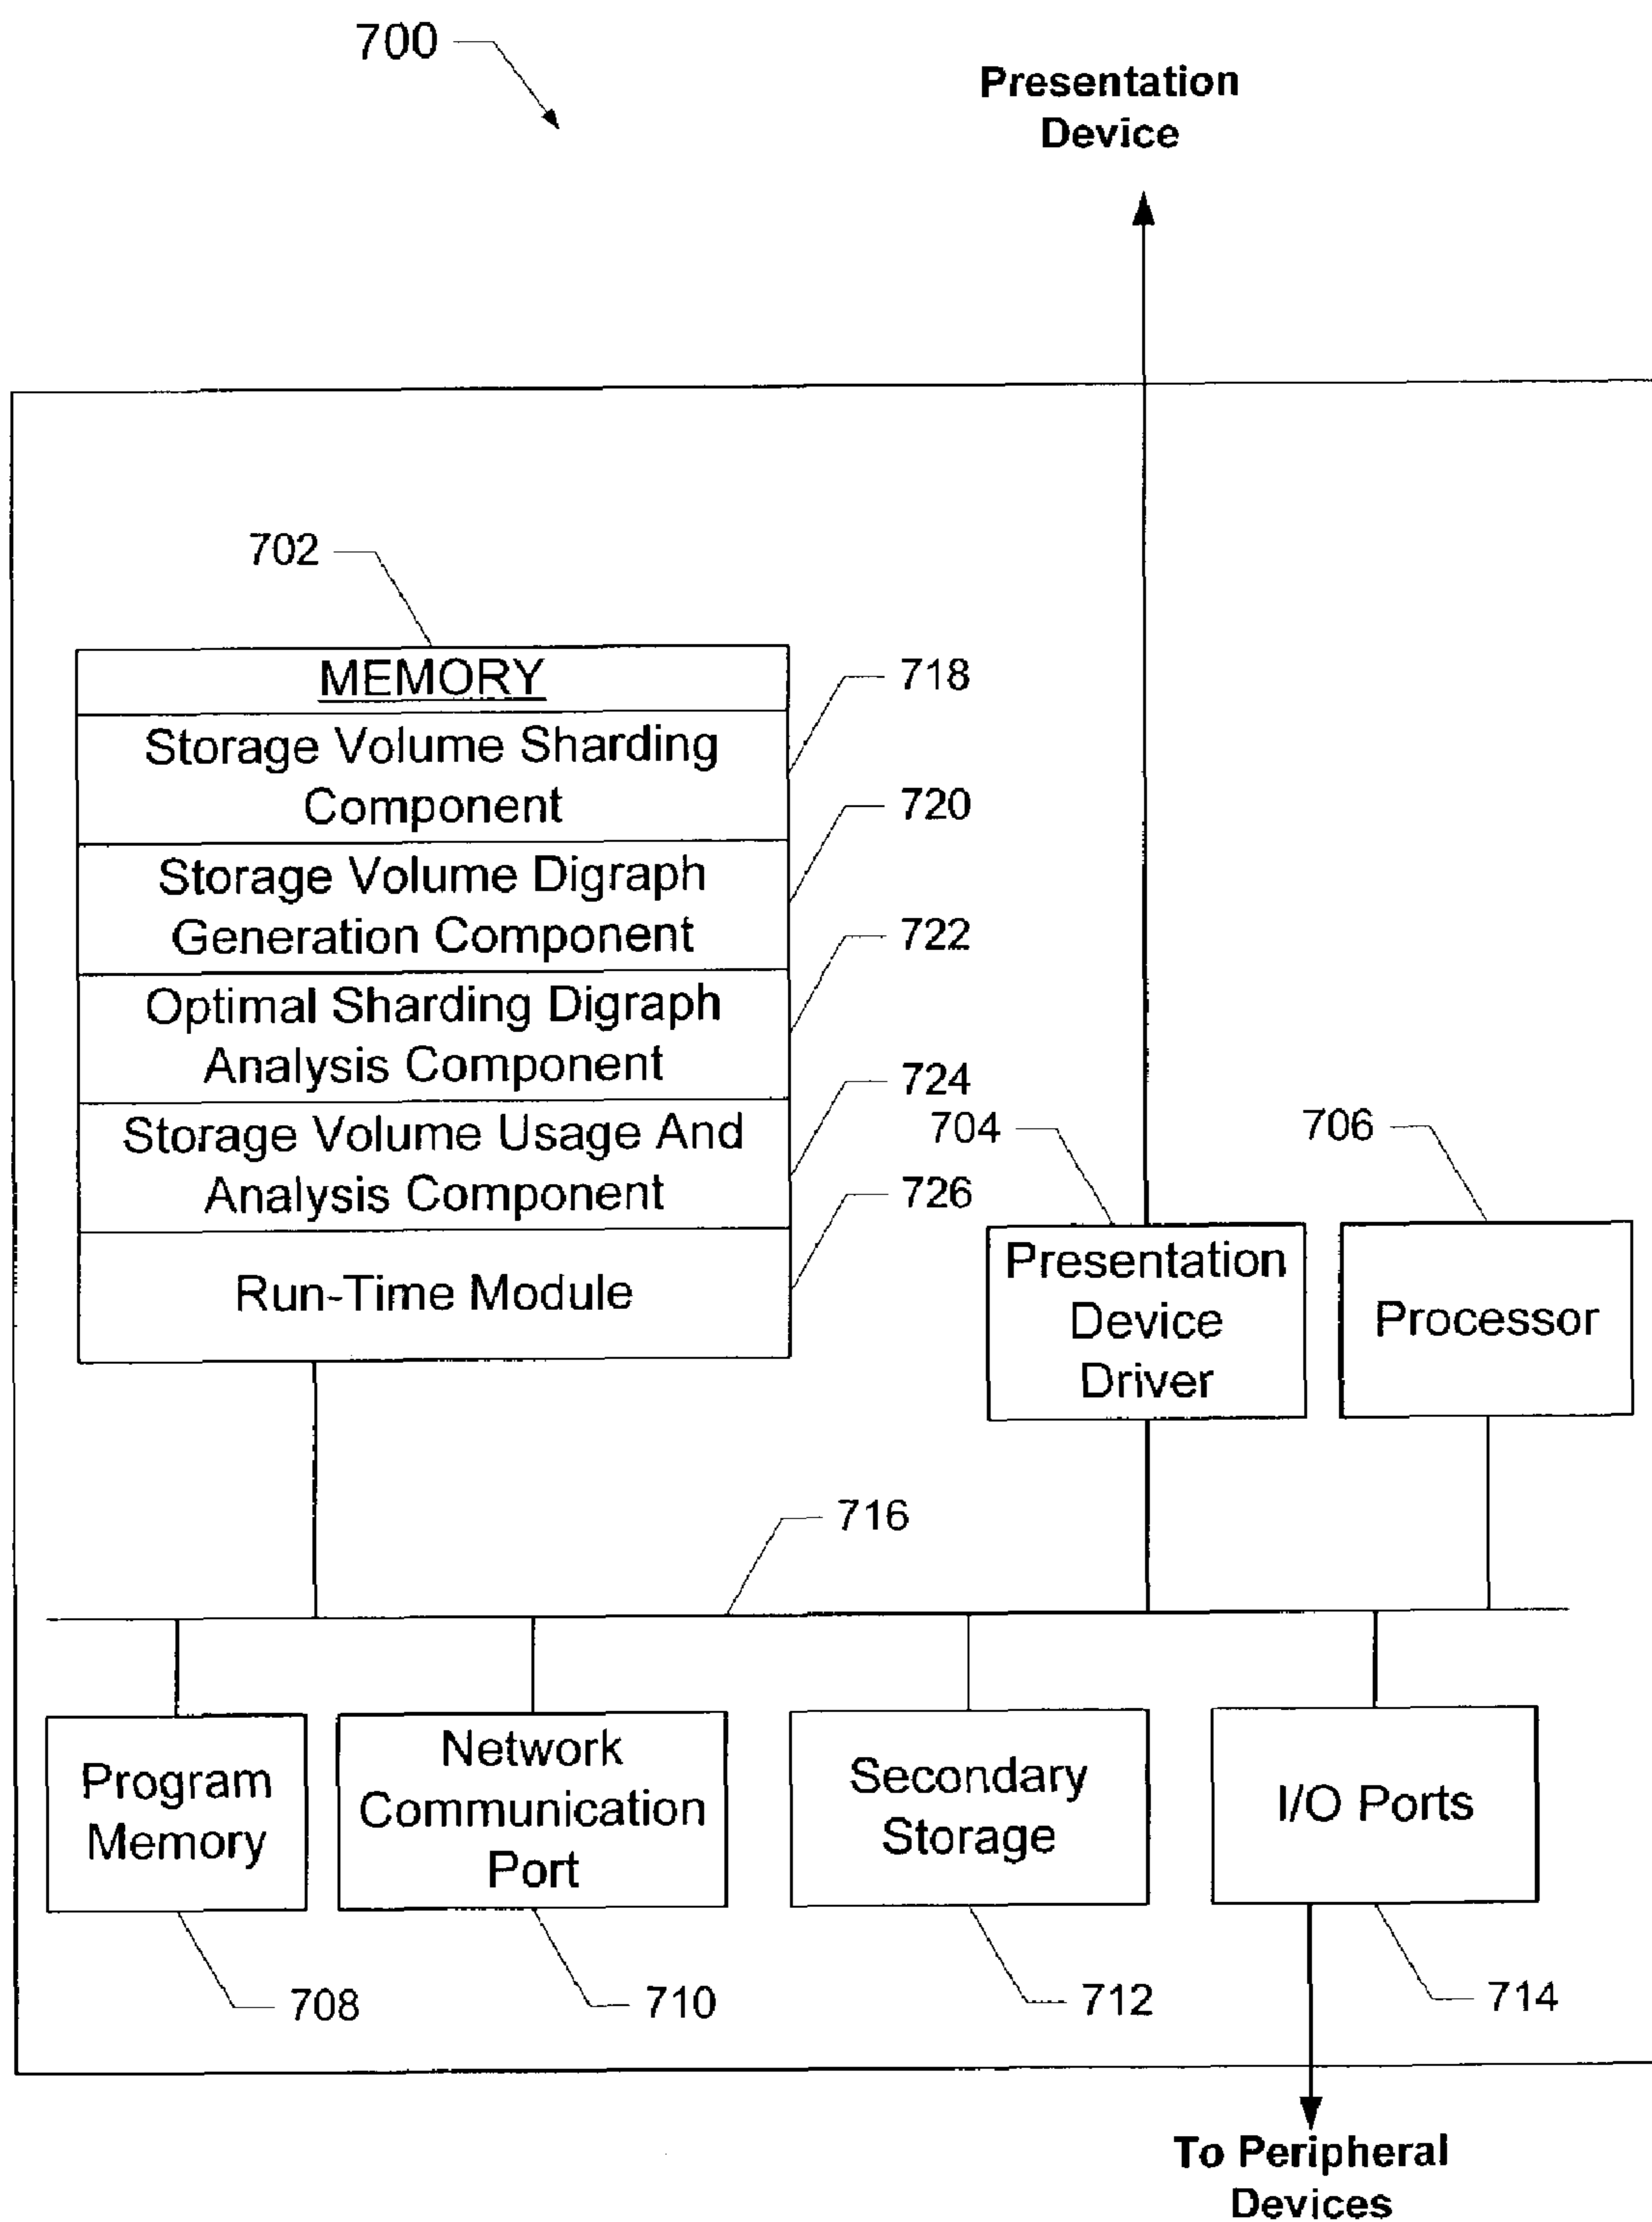 700
Presentation
Device
702
MEMORY
718
Storage Volume Sharding
Component
720
Storage Volume Digraph
Generation Component
722
Optimal Sharding Digraph
Analysis Component
724
Storage Volume Usage And
Analysis Component
726
Run-Time Module
704
Presentation
Device
Driver
706
Processor
716
Program
Memory
708
Network
Communication
Port
710
Secondary
Storage
712
I/O Ports
714
To Peripheral
Devices